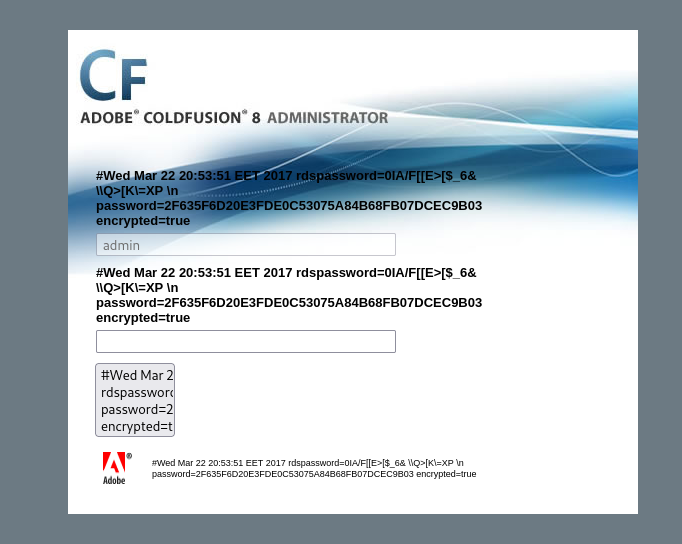 CF
ADOBE® COLDFUSION® 8 ADMINISTRATOR
#Wed Mar 22 20:53:51 EET 2017 rdspassword=0IA/F[[E>[$_6&
\\Q>[K\=XP \n
password=2F635F6D20E3FDE0C53075A84B68FB07DCEC9B03
encrypted=true
admin
#Wed Mar 22 20:53:51 EET 2017 rdspassword=0IA/F[[E>[$_6&
\\Q>[K\=XP \n
password=2F635F6D20E3FDE0C53075A84B68FB07DCEC9B03
encrypted=true
#Wed Mar 2
rdspassword
password=2
encrypted=t
Adobe®
#Wed Mar 22 20:53:51 EET 2017 rdspassword=0IA/F[[E>[$_6& \\Q>[K\=XP \n
password=2F635F6D20E3FDE0C53075A84B68FB07DCEC9B03 encrypted=true